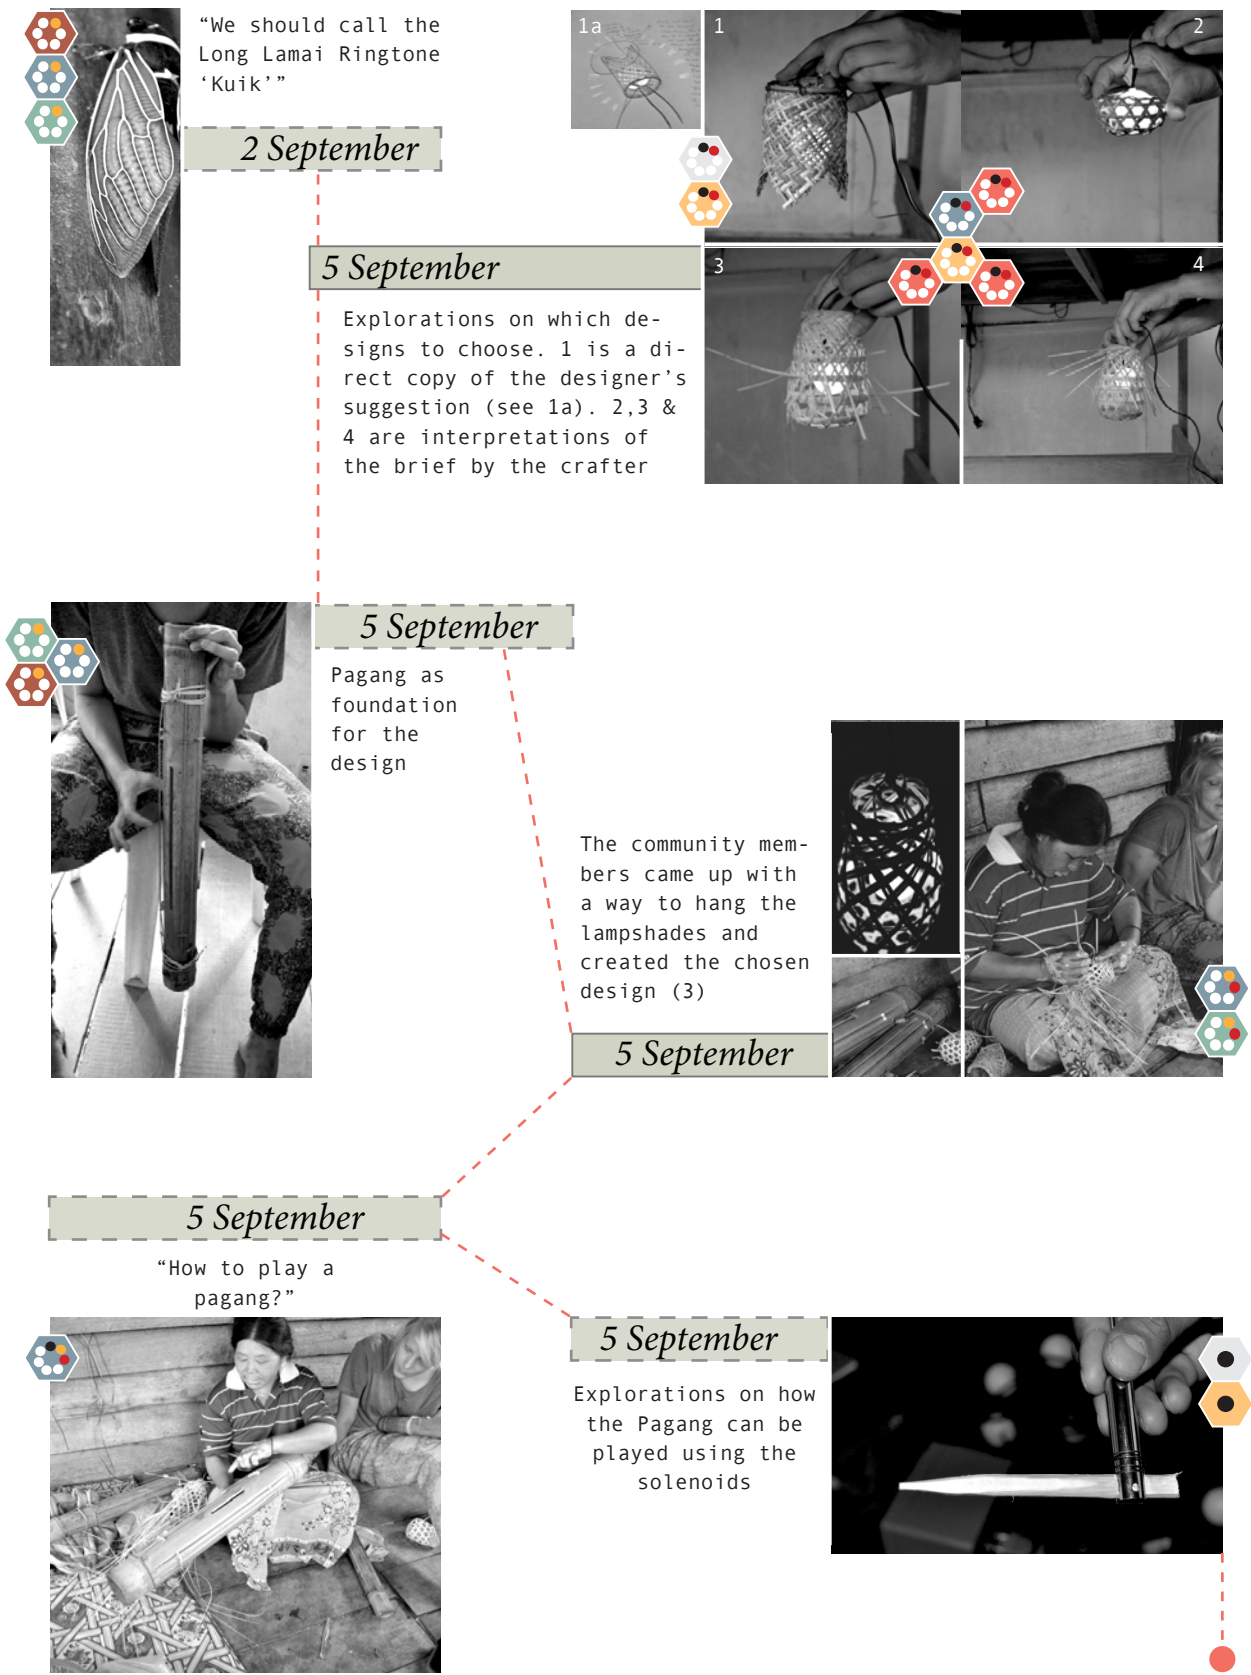 “We should call the
Long Lamai Ringtone
‘Kuik’”
2 September
1a
1
2
3
4
5 September
Explorations on which de-
signs to choose. 1 is a di-
rect copy of the designer’s
suggestion (see 1a). 2,3 &
4 are interpretations of
the brief by the crafter
5 September
Pagang as
foundation
for the
design
The community mem-
bers came up with
a way to hang the
lampshades and
created the chosen
design (3)
5 September
5 September
“How to play a
pagang?”
5 September
Explorations on how
the Pagang can be
played using the
solenoids